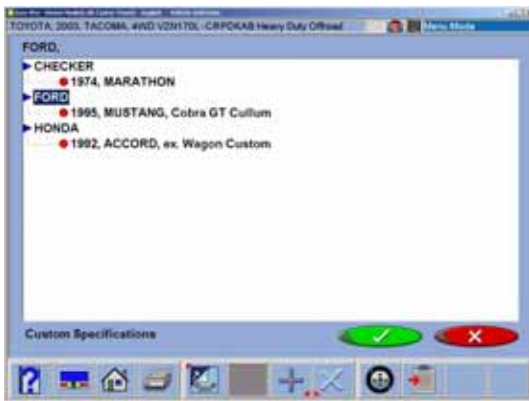 TOYOTA, 2003, TACOMA, 4WD VZN170L -CRPDKAB Heavy Duty Offroad
Menu Mode
FORD,
CHECKER
1974, MARATHON
FORD
1995, MUSTANG, Cobra GT Cullum
HONDA
1992, ACCORD, ex. Wagon Custom
Custom Specifications